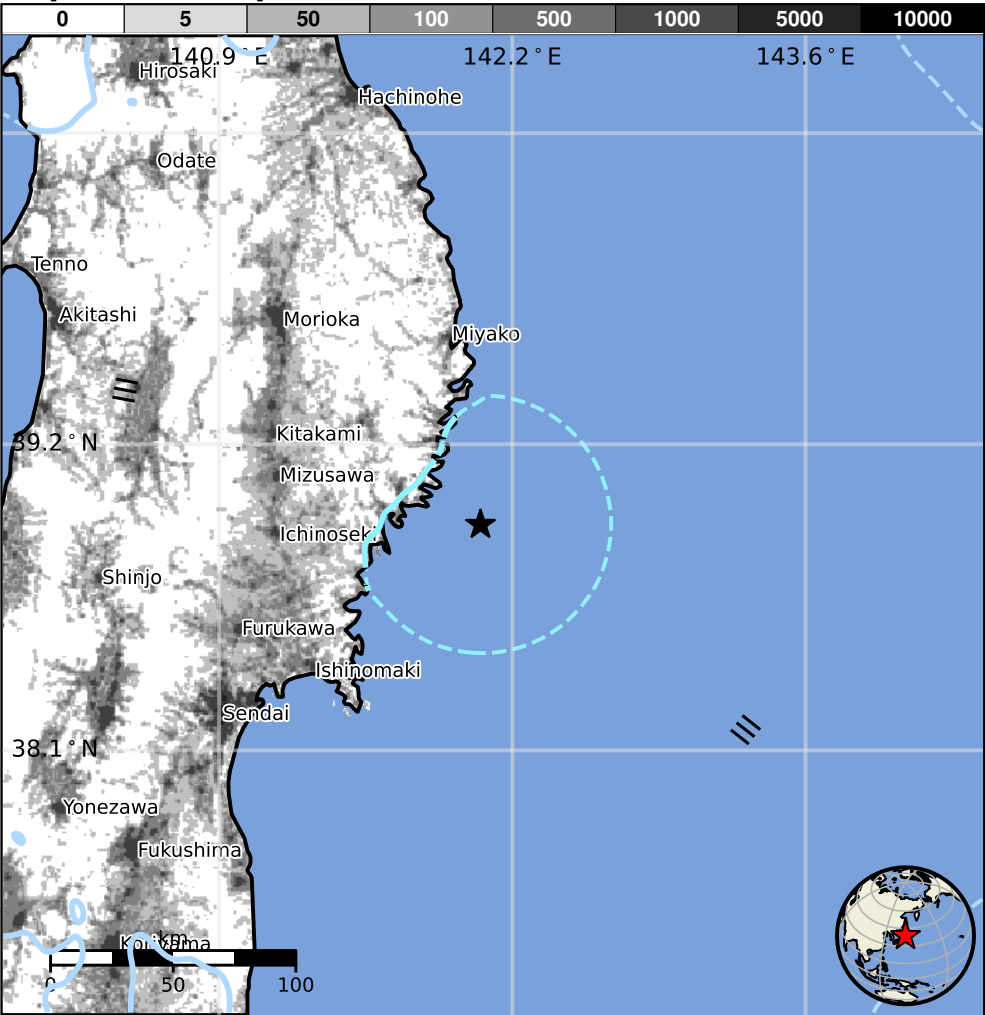 0 5 50 100 500 1000 5000 10000
140.9°E 142.2°E 143.6°E
Hirosaki
Hachinohe
Odate
Tenno
Akitashi
Morioka
Miyako
Kitakami
39.2°N
Mizusawa
Ichinoseki
Shinjo
Furukawa
Ishinomaki
Sendai
38.1°N
Yonezawa
Fukushima
km
Koriyama
0 50 100